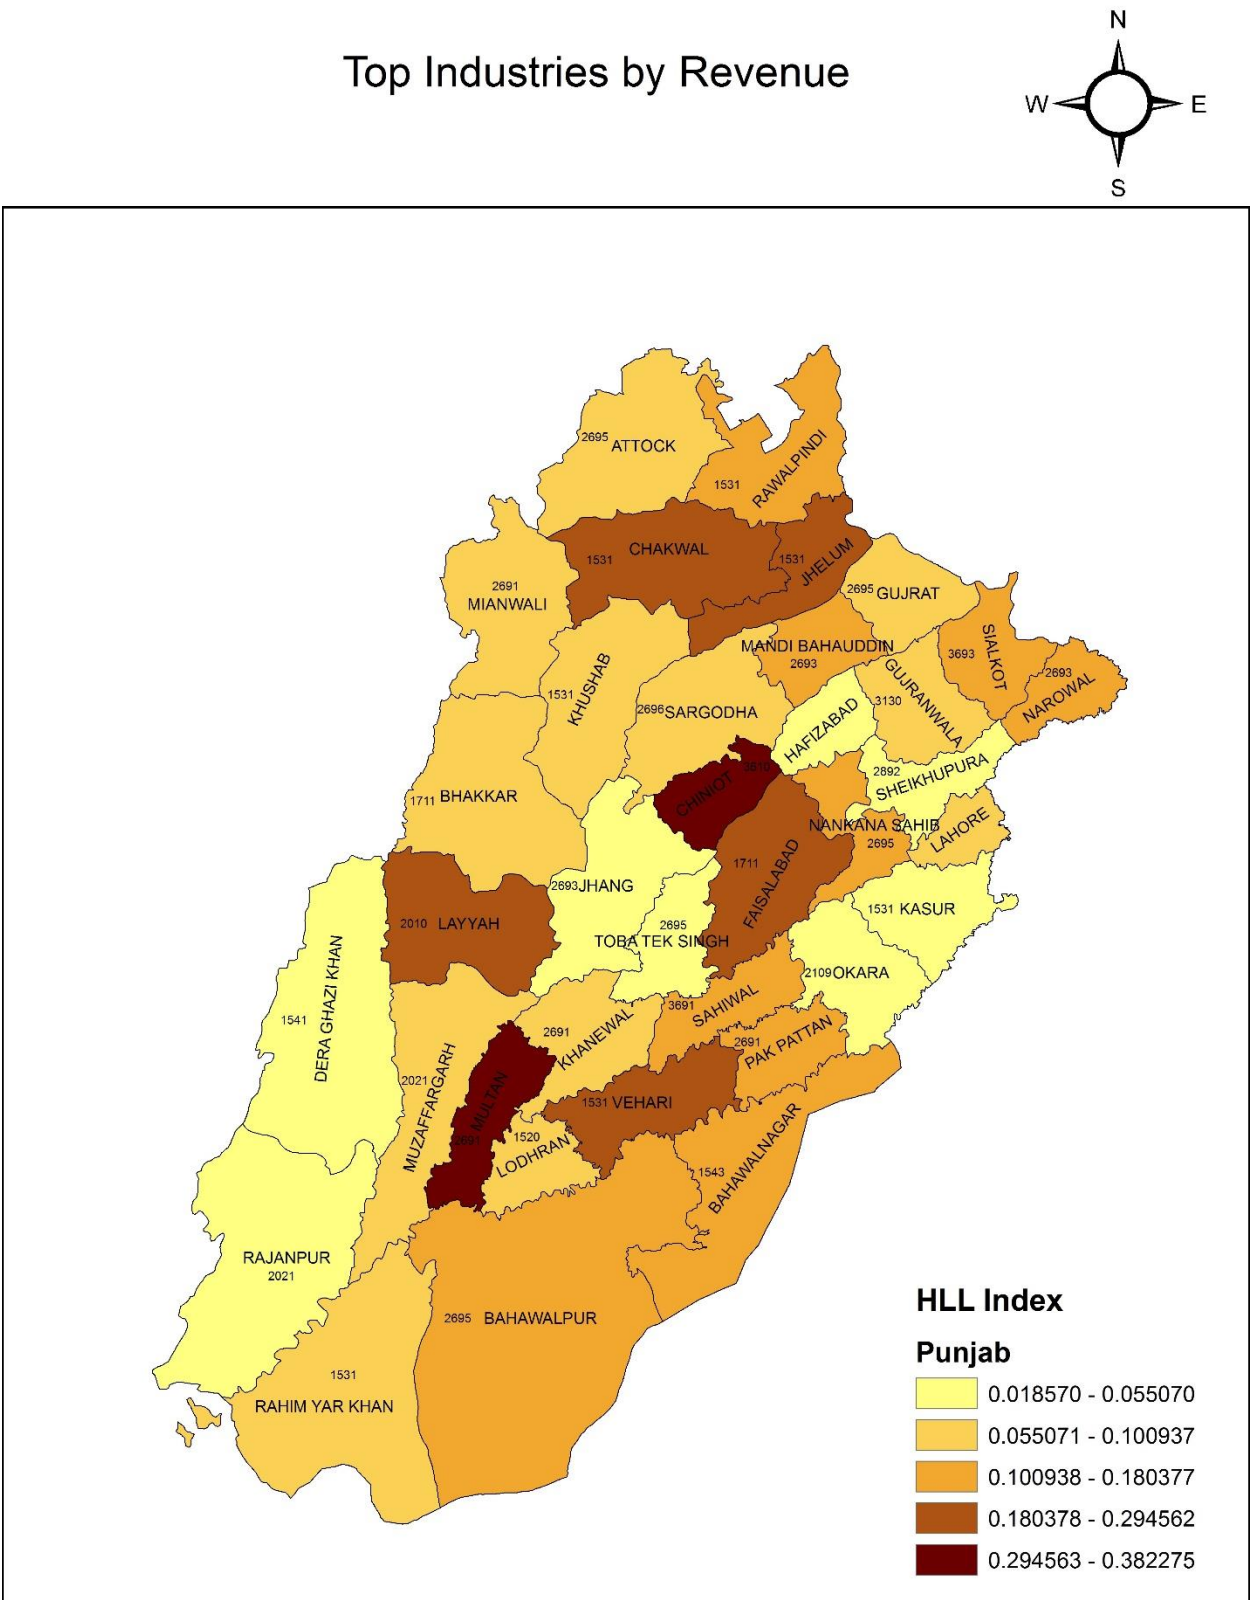 N
Top Industries by Revenue
W E
S
2695 ATTOCK
RAWALPINDI
1531
CHAKWAL
1531
JHELUM
1531
2691
MIANWALI
2695 GUJRAT
SIALKOT
3693
MANDI BAHAUDDIN
2693
2693
NAROWAL
KHUSHAB
1531
GUJRANWALA
3130
2696 SARGODHA
HAFIZABAD
2892
SHEIKHUPURA
3610
CHINIOT
1711 BHAKKAR
NANKANA SAHIB
2695
LAHORE
1711
FAISALABAD
2693 JHANG
1531 KASUR
2010 LAYYAH
2695
TOBA TEK SINGH
2109 OKARA
DERA GHAZI KHAN
1541
3691
SAHIWAL
2691
KHANEWAL
2691
PAK PATTAN
2021
MUZAFFARGARH
MULTAN
2691
1531 VEHARI
1520
LODHRAN
1543
BAHAWALNAGAR
RAJANPUR
2021
2695 BAHAWALPUR
1531
RAHIM YAR KHAN
HLL Index
Punjab
0.018570 - 0.055070
0.055071 - 0.100937
0.100938 - 0.180377
0.180378 - 0.294562
0.294563 - 0.382275